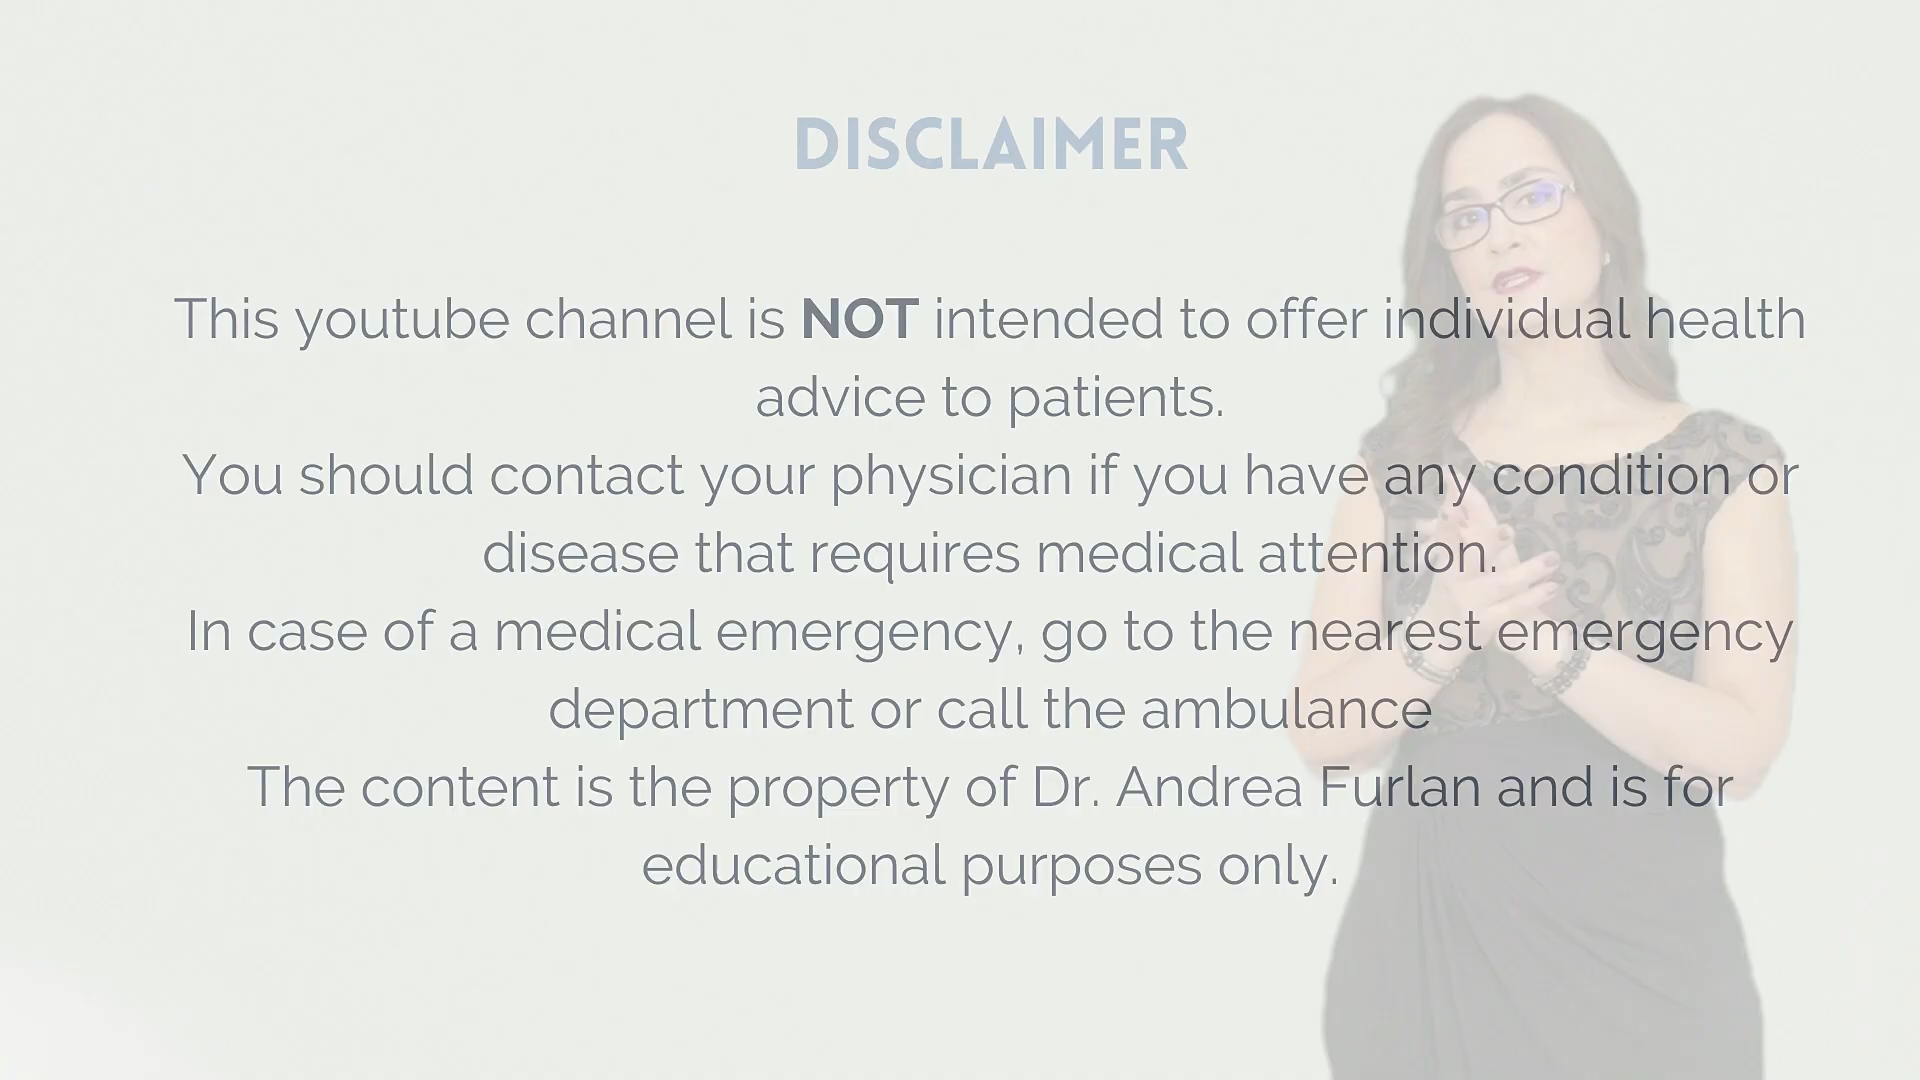 DISCLAIMER
This youtube channel is NOT intended to offer individual health
advice to patients.
You should contact your physician if you have any condition or
disease that requires medical attention.
In case of a medical emergency, go to the nearest emergency
department or call the ambulance
The content is the property of Dr. Andrea Furlan and is for
educational purposes only.